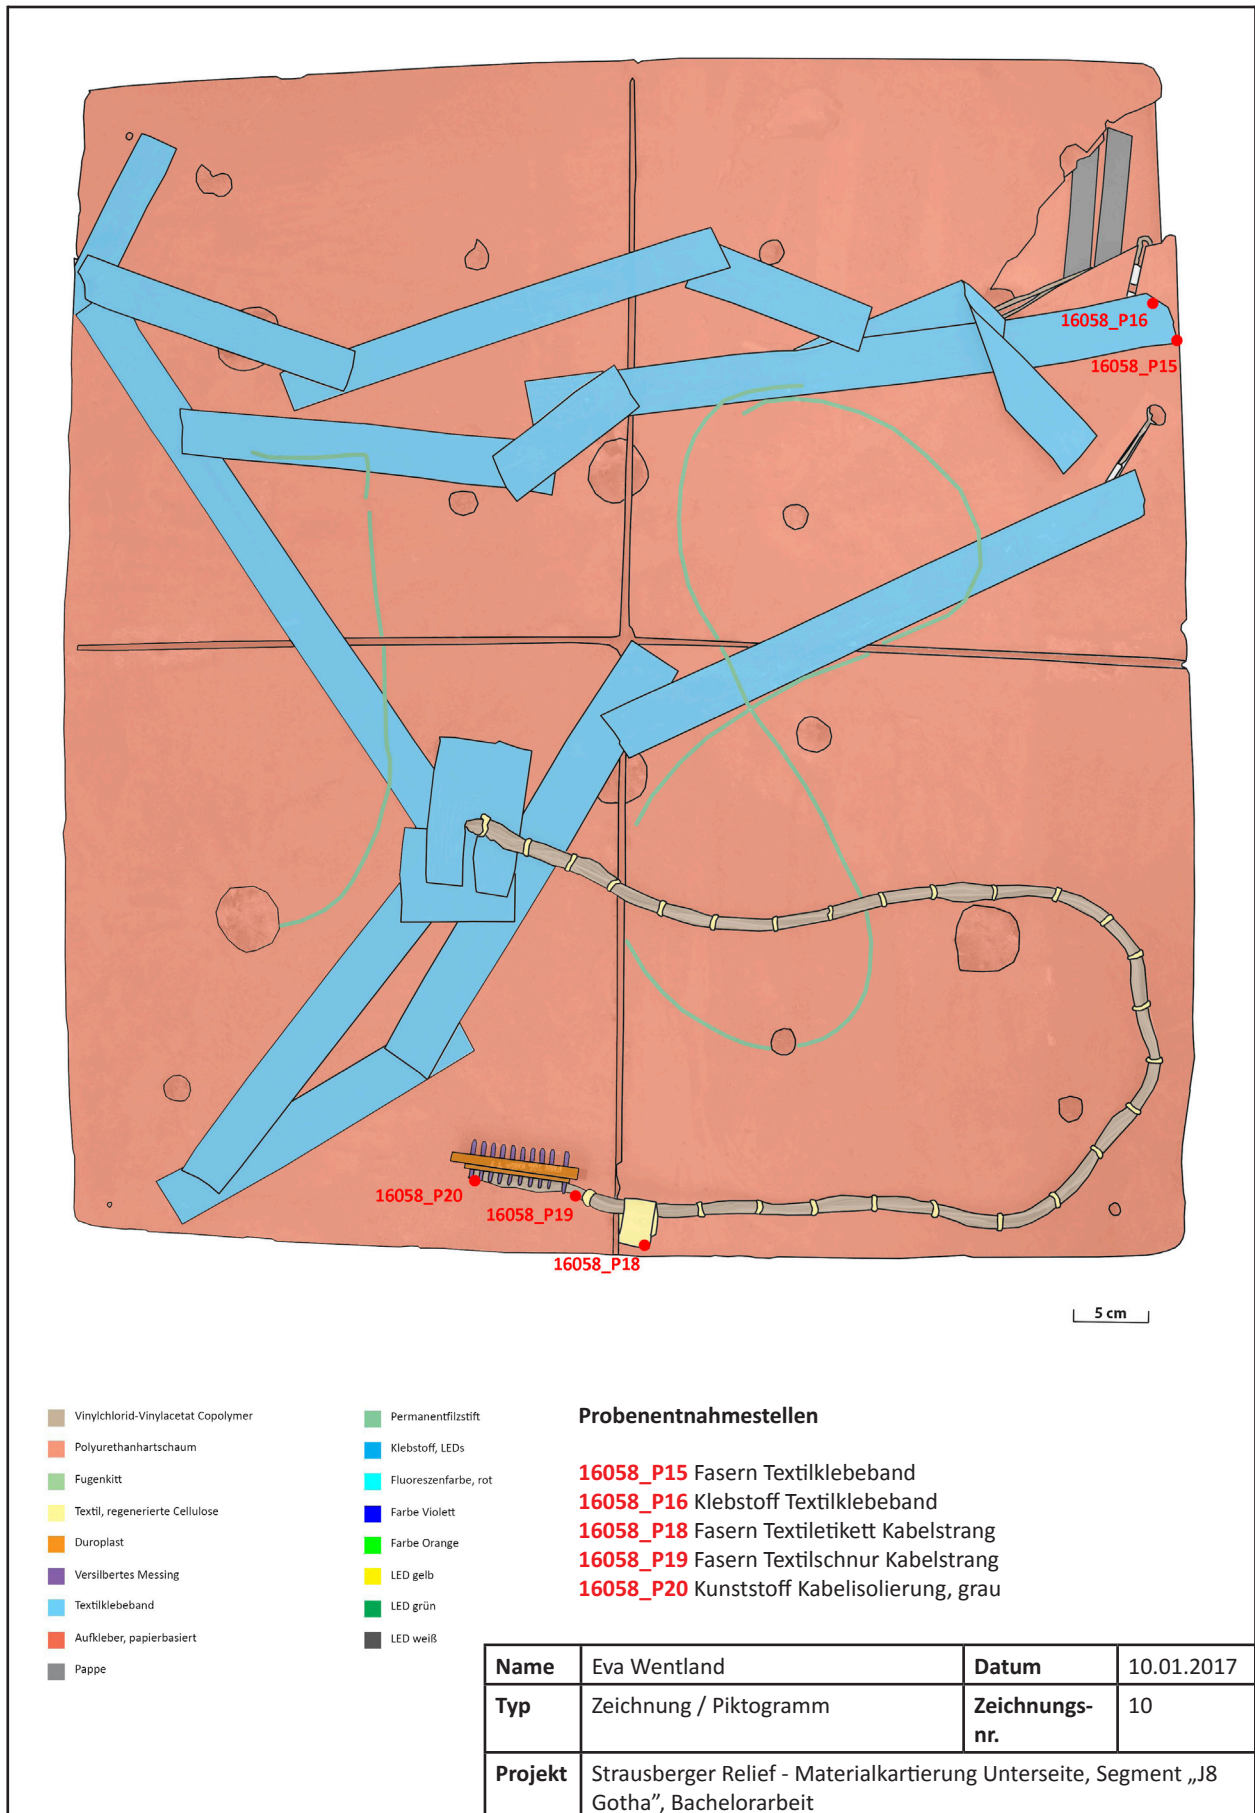 16058_P16
16058_P15
16058_P20
16058_P19
16058_P18
5 cm
Vinylchlorid-Vinylacetat Copolymer
Polyurethanhartschaum
Fugenkitt
Textil, regenerierte Cellulose
Duroplast
Versilbertes Messing
Textilklebeband
Aufkleber, papierbasiert
Pappe
Permanentfilzstift
Klebstoff, LEDs
Fluoreszenfarbe, rot
Farbe Violett
Farbe Orange
LED gelb
LED grün
LED weiß
Probenentnahmestellen
16058_P15 Fasern Textilklebeband
16058_P16 Klebstoff Textilklebeband
16058_P18 Fasern Textiletikett Kabelstrang
16058_P19 Fasern Textilschnur Kabelstrang
16058_P20 Kunststoff Kabelisolierung, grau
Name Eva Wentland Datum 10.01.2017
Typ Zeichnung / Piktogramm Zeichnungs- 10
nr.
Projekt Strausberger Relief - Materialkartierung Unterseite, Segment „J8
Gotha”, Bachelorarbeit